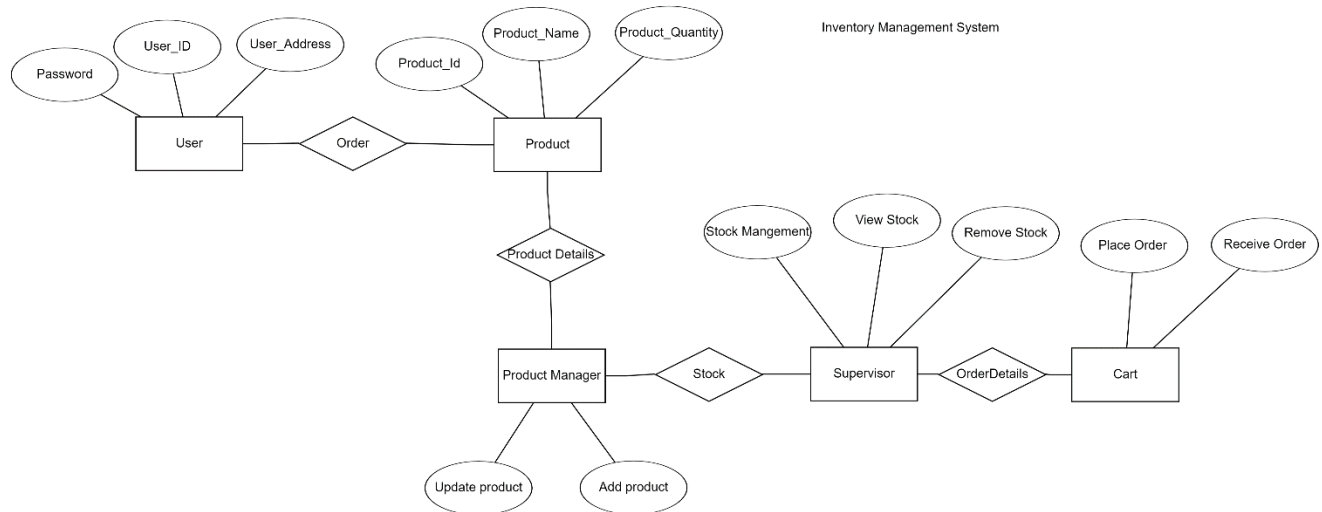 Inventory Management System
Password
User_ID
User_Address
Product_Id
Product_Name
Product_Quantity
User
Order
Product
Product Details
Stock Mangement
View Stock
Remove Stock
Place Order
Receive Order
Product Manager
Stock
Supervisor
OrderDetails
Cart
Update product
Add product